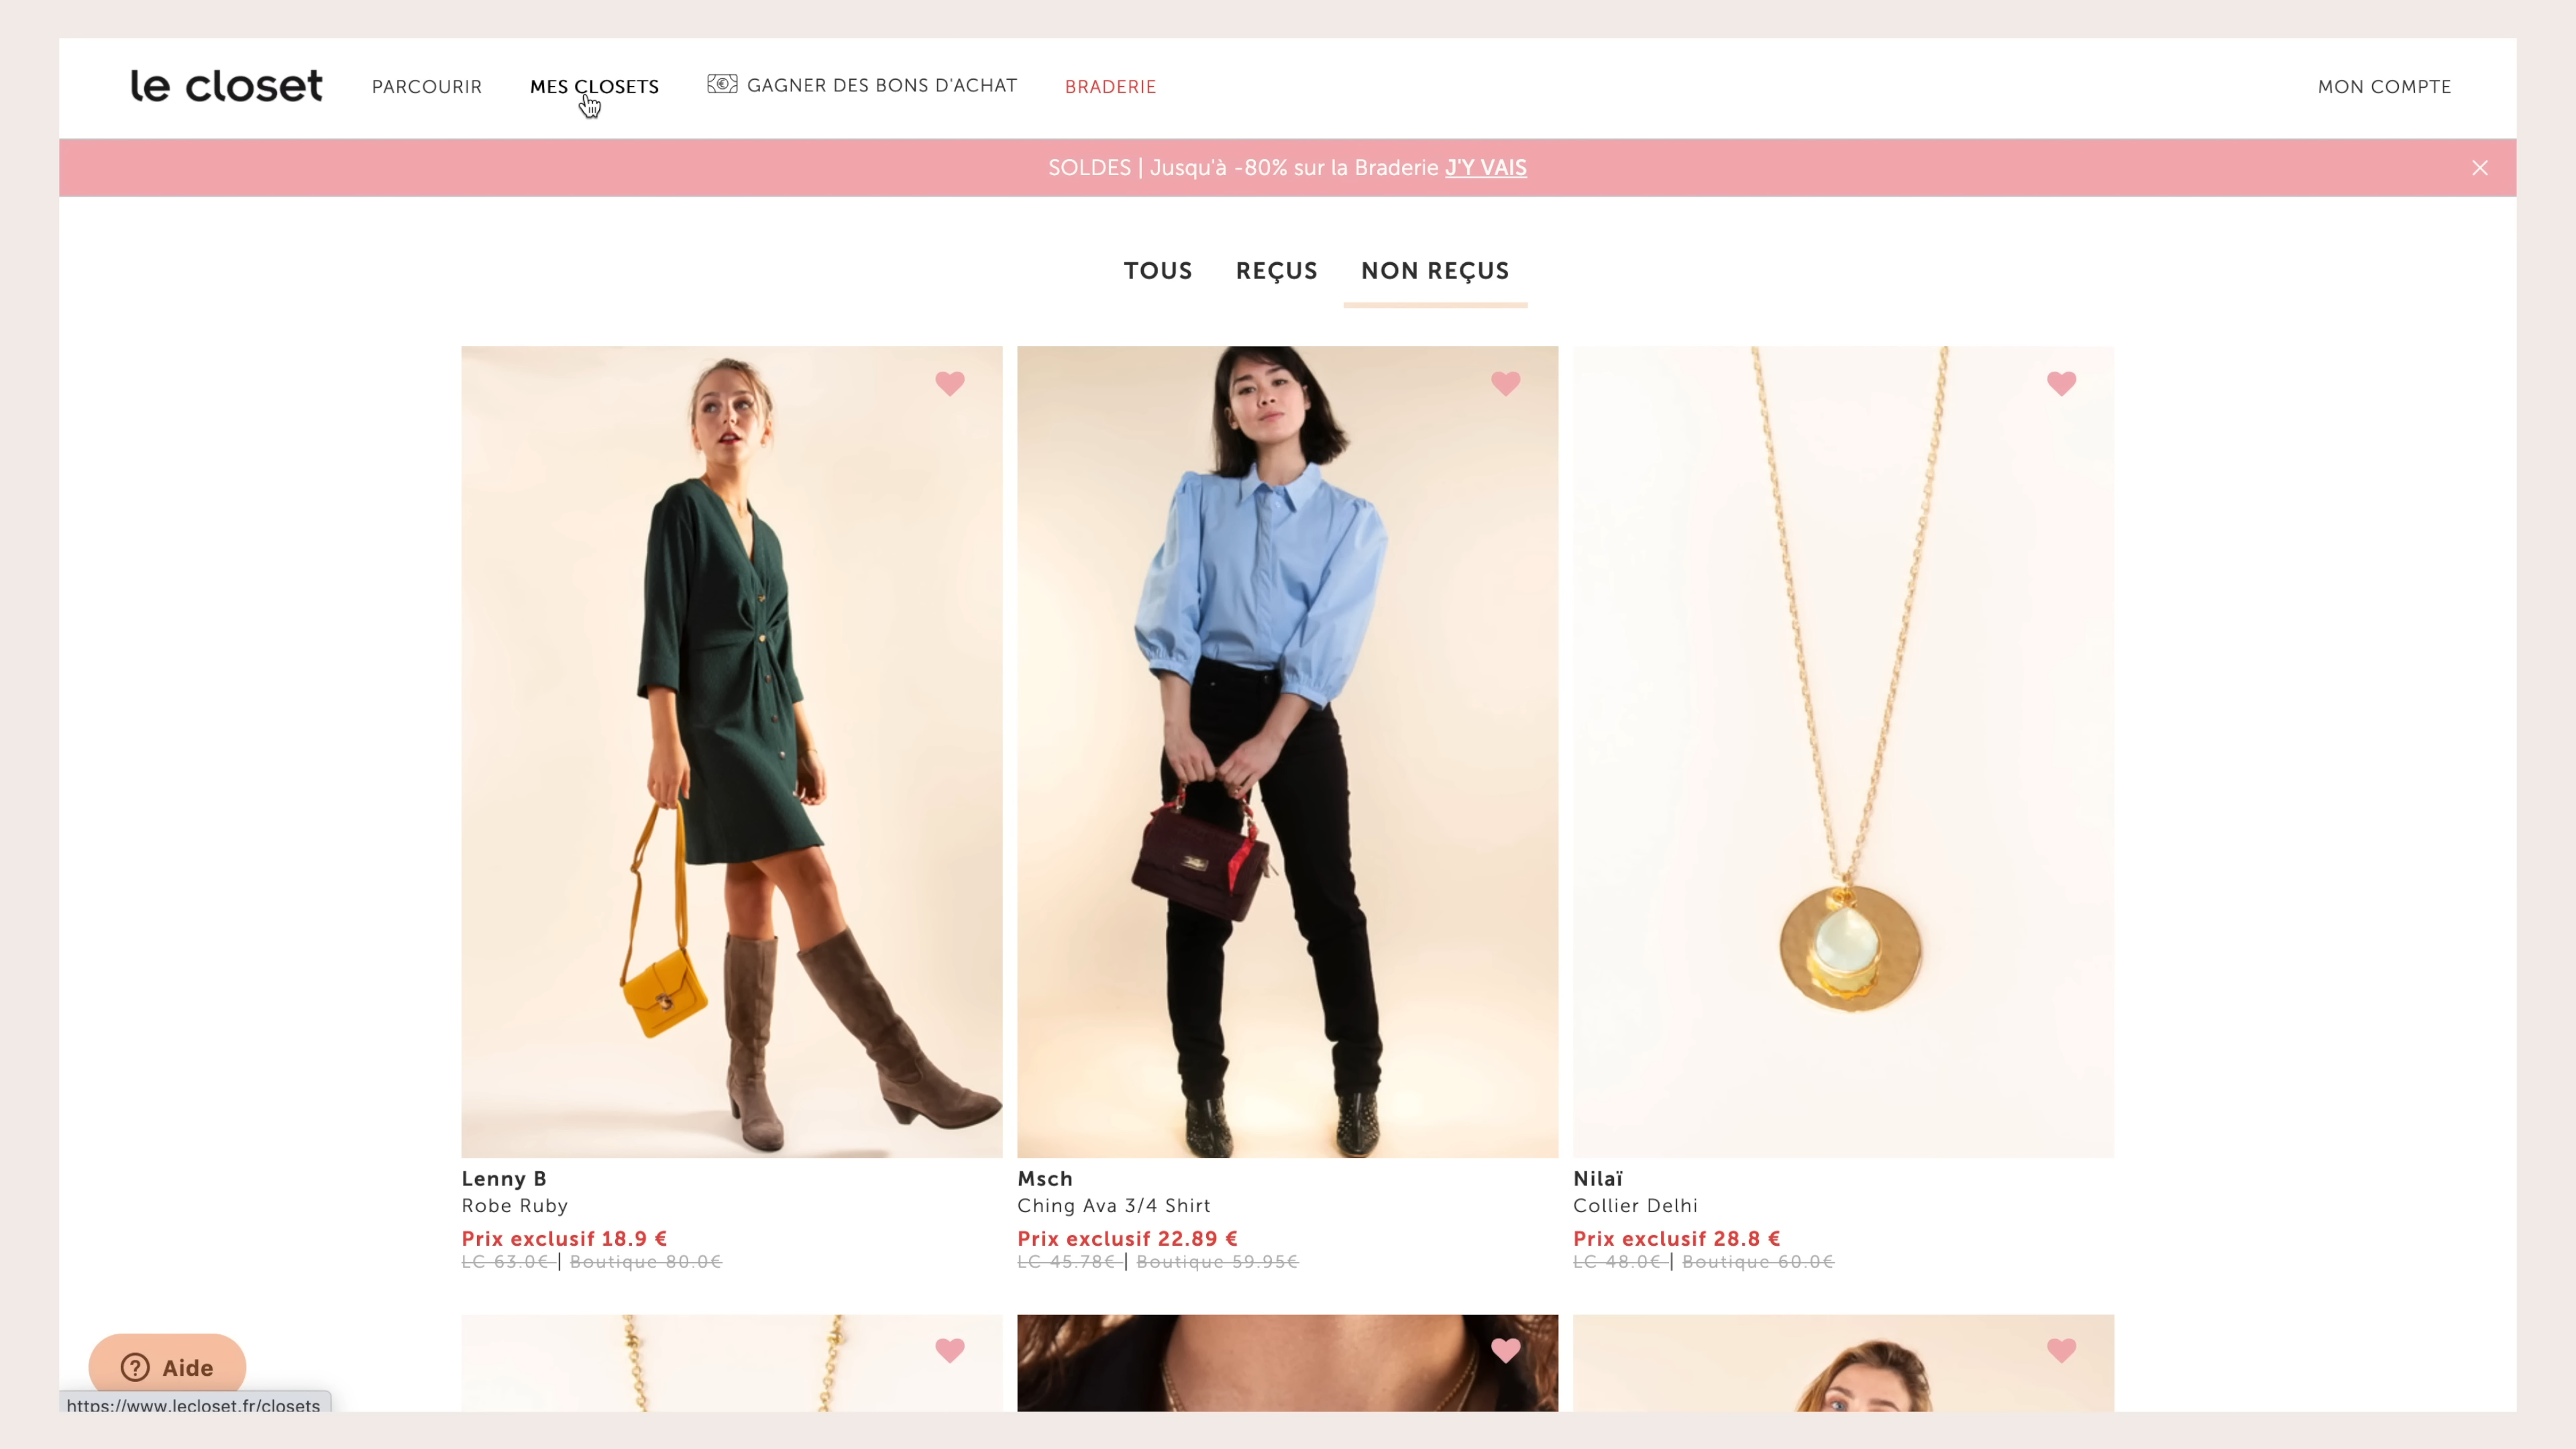 le closet
PARCOURIR
MES CLOSETS
GAGNER DES BONS D'ACHAT
BRADERIE
MON COMPTE
SOLDES | Jusqu'à -80% sur la Braderie J'Y VAIS
TOUS
REÇUS
NON REÇUS
Lenny B
Robe Ruby
Prix exclusif 18.9 €
LC 63.0€ | Boutique 80.0€
Msch
Ching Ava 3/4 Shirt
Prix exclusif 22.89 €
LC 45.78€ | Boutique 59.95€
Nilaï
Collier Delhi
Prix exclusif 28.8 €
LC 48.0€ | Boutique 60.0€
Aide
https://www.lecloset.fr/closets